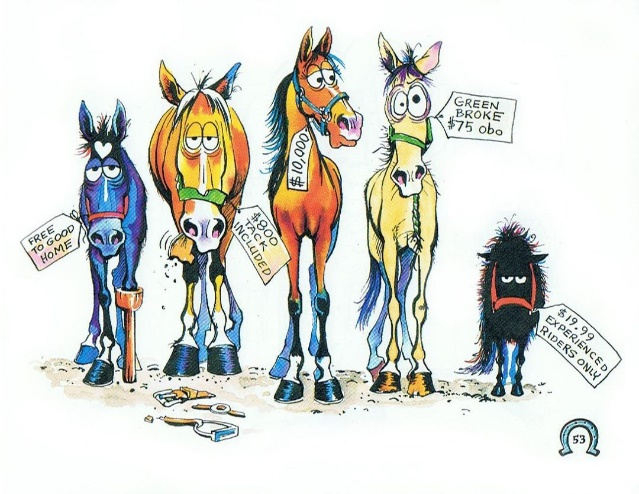 FREE
TO GOOD
HOME
$800
TACK
INCLUDED
$10,000
GREEN
BROKE
$75 obo
$19.99
EXPERIENCED
RIDERS ONLY
53